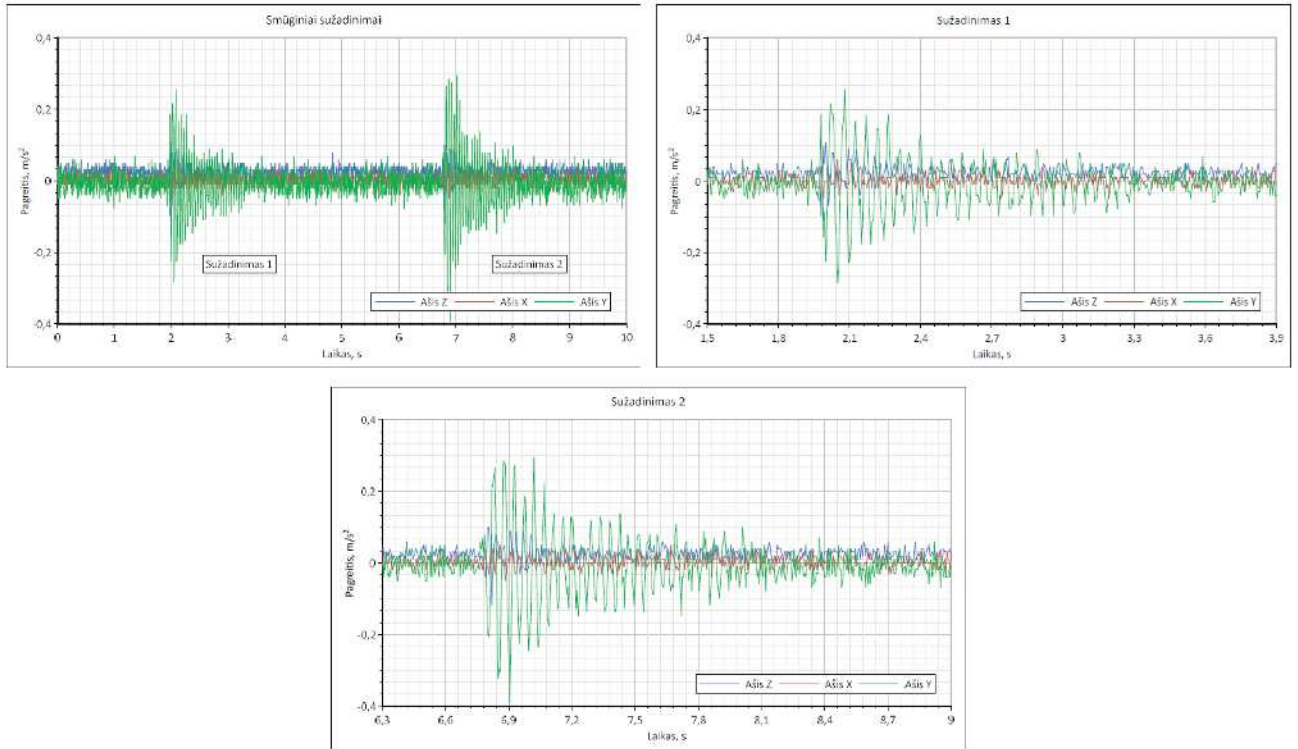 Smūginiai sužadinimai
0,4
0,2
0
-0,2
-0,4
Pagreitis, m/s²
Sužadinimas 1
Sužadinimas 2
Ašis Z Ašis X Ašis Y
0 1 2 3 4 5 6 7 8 9 10
Laikas, s
Sužadinimas 1
0,4
0,2
0
-0,2
-0,4
Pagreitis, m/s²
Ašis Z Ašis X Ašis Y
1,5 1,8 2,1 2,4 2,7 3 3,3 3,6 3,9
Laikas, s
Sužadinimas 2
0,4
0,2
0
-0,2
-0,4
Pagreitis, m/s²
Ašis Z Ašis X Ašis Y
6,3 6,6 6,9 7,2 7,5 7,8 8,1 8,4 8,7 9
Laikas, s